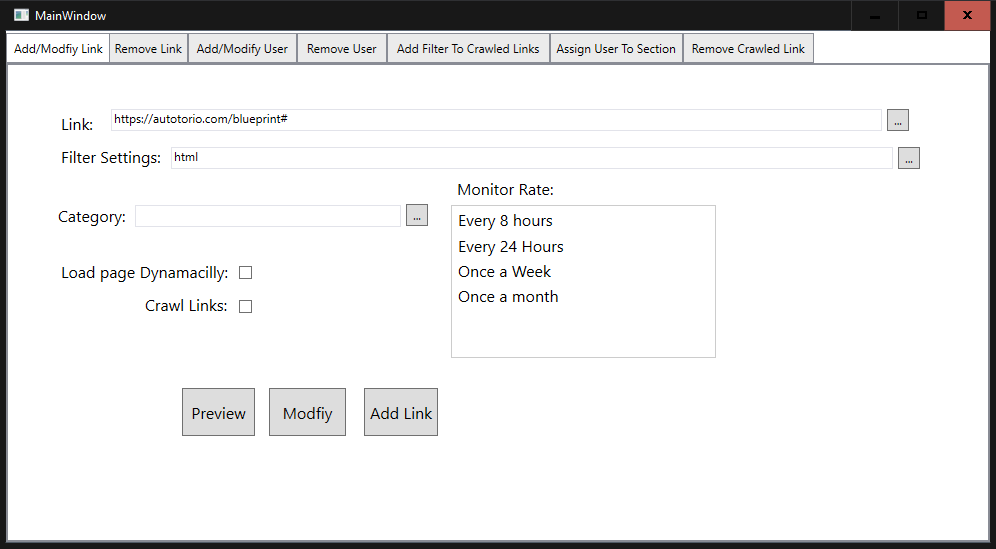 MainWindow
Add/Modfiy Link Remove Link Add/Modify User Remove User Add Filter To Crawled Links Assign User To Section Remove Crawled Link
Link: https://autotorio.com/blueprint# ...
Filter Settings: html ...
Monitor Rate:
Category: ...
Every 8 hours
Every 24 Hours
Load page Dynamacilly: Once a Week
Crawl Links: Once a month
Preview Modfiy Add Link